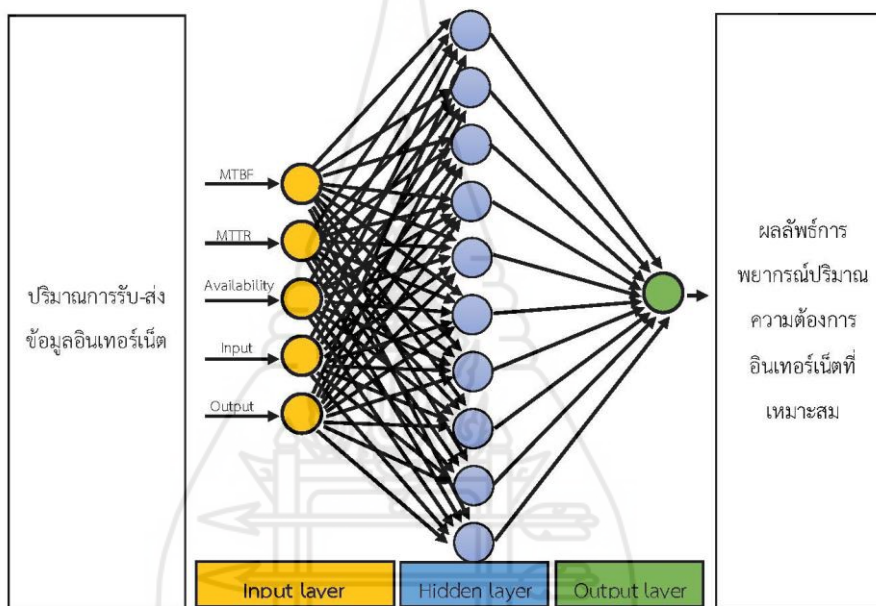 ปริมาณการรับ-ส่ง
ข้อมูลอินเทอร์เน็ต
MTBF
MTTR
Availability
Input
Output
ผลลัพธ์การ
พยากรณ์ปริมาณ
ความต้องการ
อินเทอร์เน็ตที่
เหมาะสม
Input layer
Hidden layer
Output layer